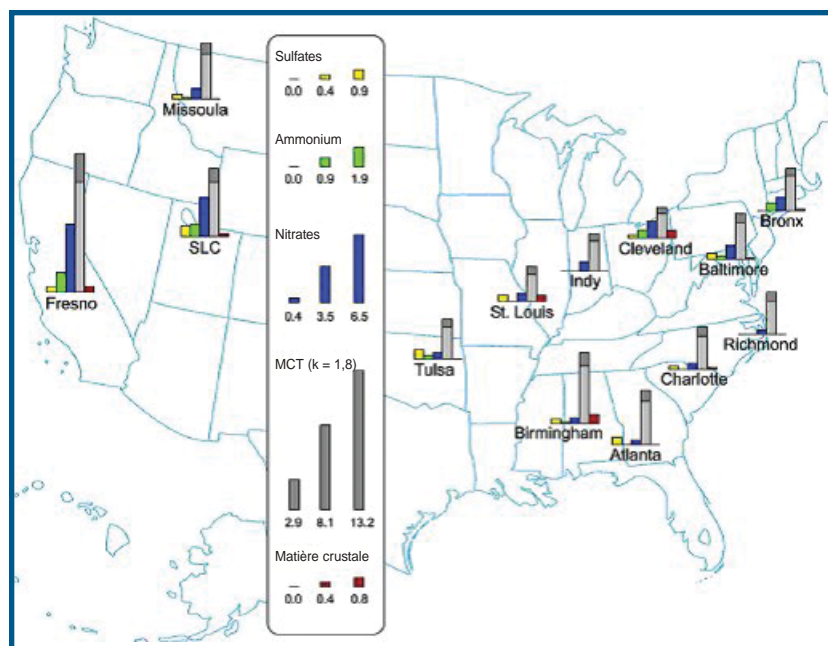 Sulfates
0.0 0.4 0.9
Ammonium
0.0 0.9 1.9
Nitrates
0.4 3.5 6.5
MCT (k = 1,8)
2.9 8.1 13.2
Matière crustale
0.0 0.4 0.8
Missoula
SLC
Fresno
Bronx
Cleveland
Baltimore
Indy
St. Louis
Richmond
Tulsa
Charlotte
Birmingham
Atlanta